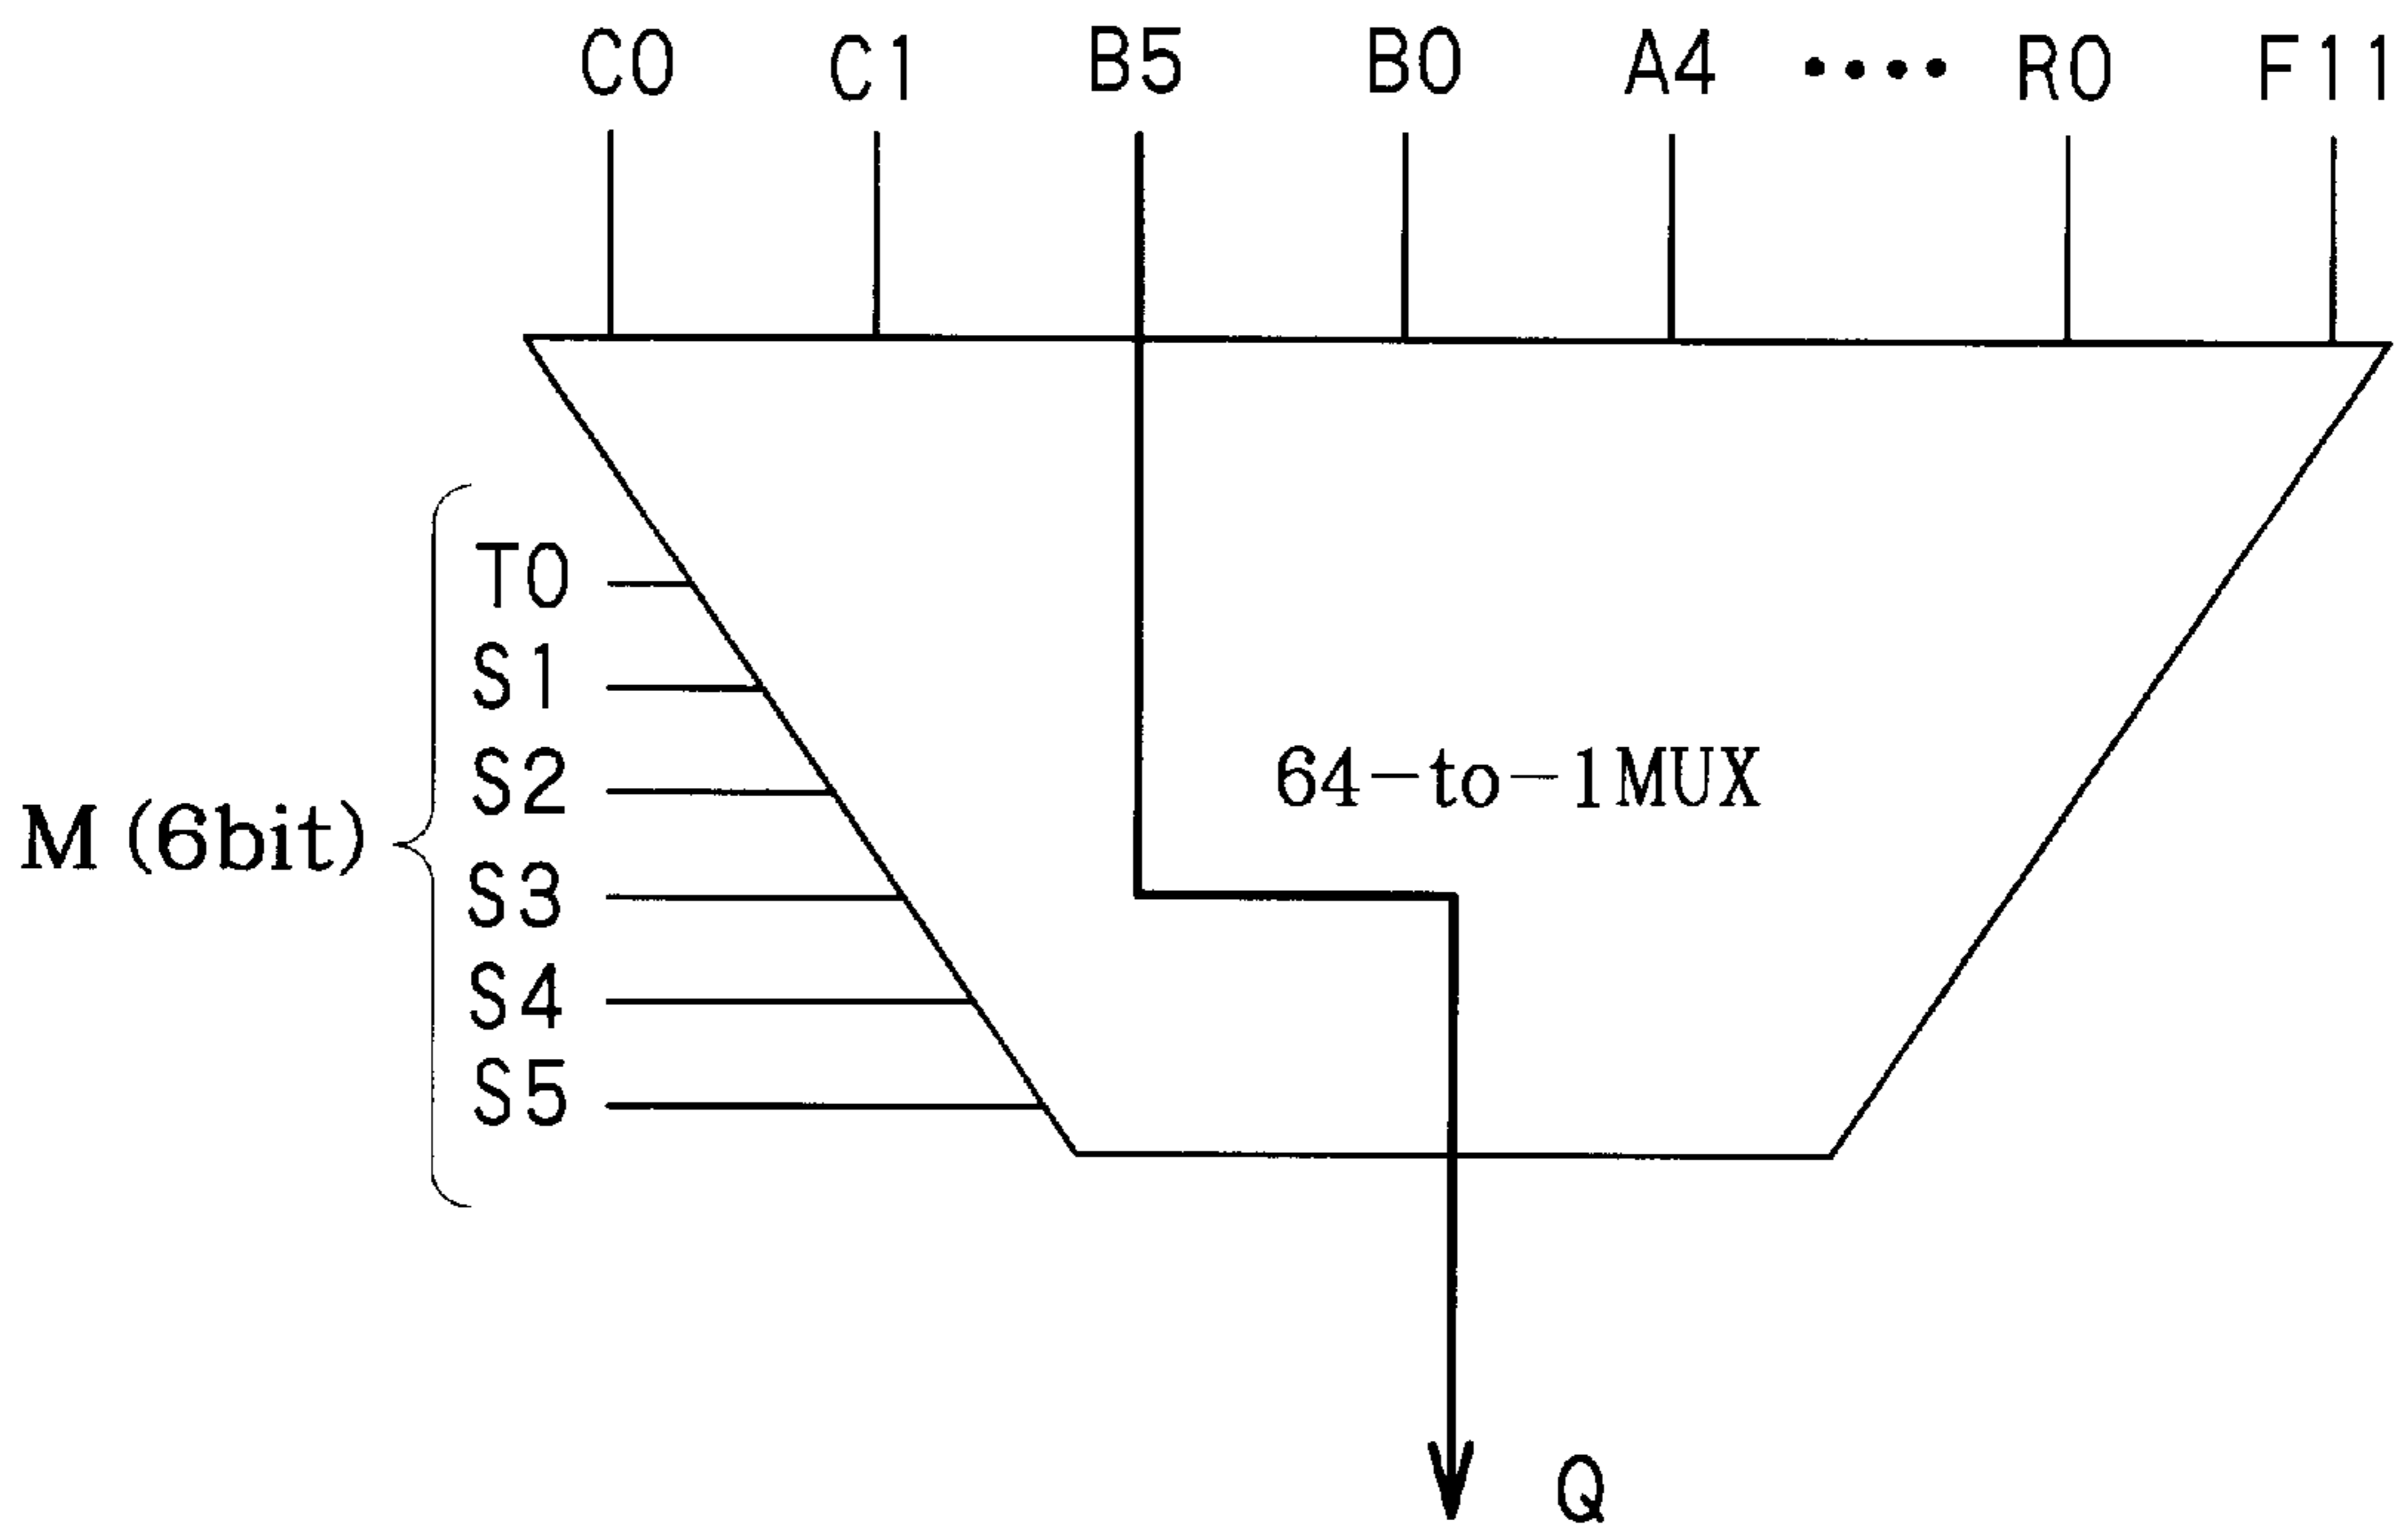 C0 C1 B5 B0 A4 •••• R0 F11
T0
S1
S2
64-to-1MUX
M (6bit)
S3
S4
S5
Q